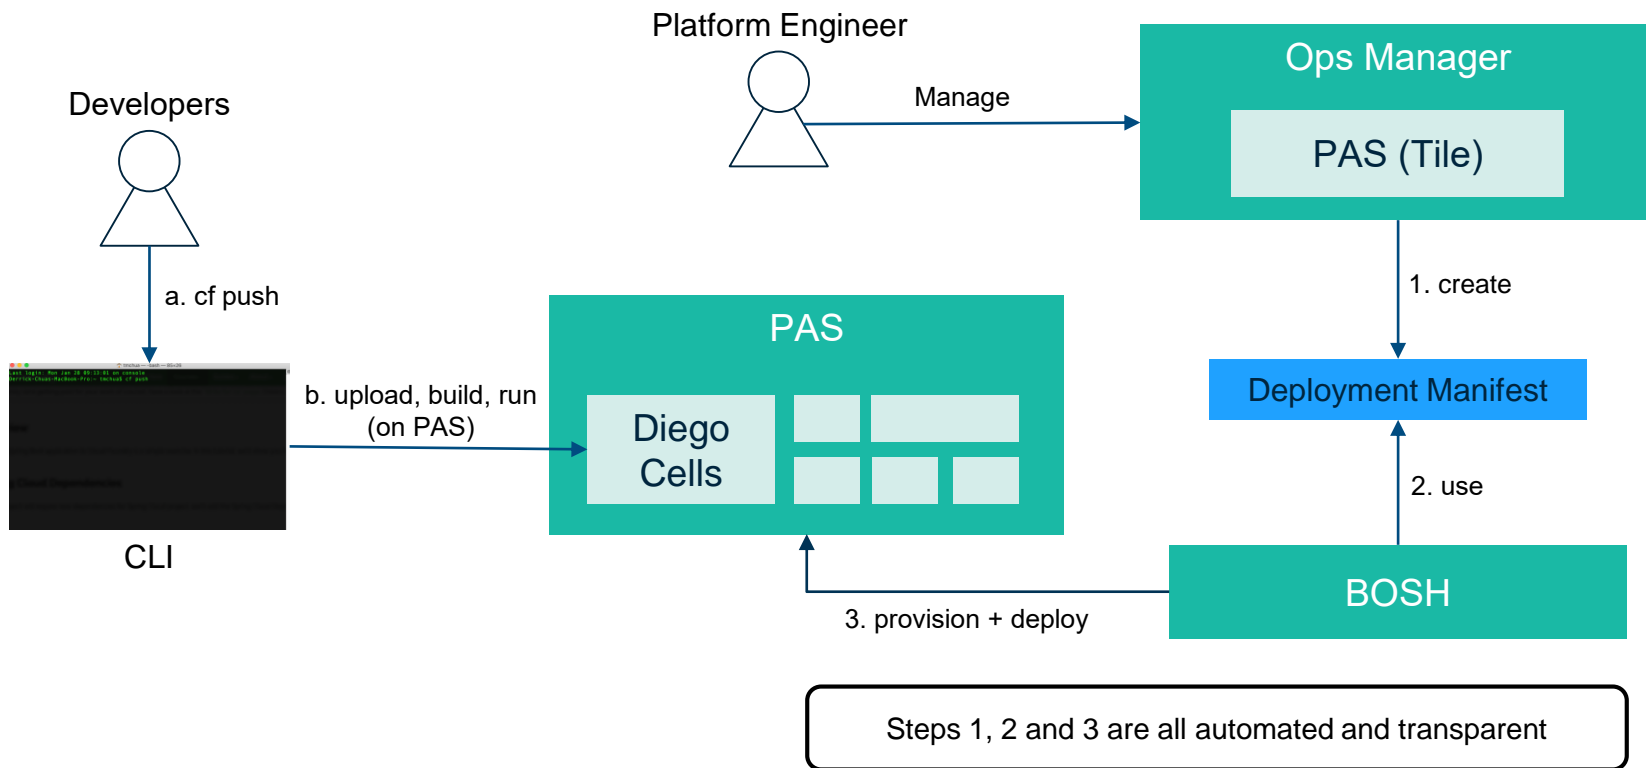 Platform Engineer
Ops Manager
Developers
Manage
PAS (Tile)
a. cf push
1. create
PAS
b. upload, build, run
(on PAS)
Deployment Manifest
Diego
Cells
2. use
CLI
BOSH
3. provision + deploy
Steps 1, 2 and 3 are all automated and transparent